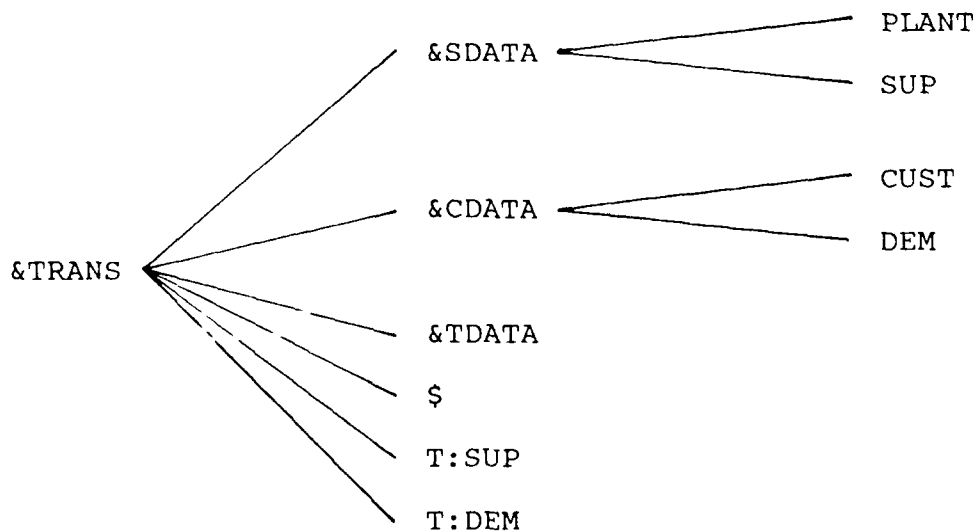 PLANT
&SDATA
SUP
CUST
&CDATA
DEM
&TRANS
&TDATA
$
T:SUP
T:DEM